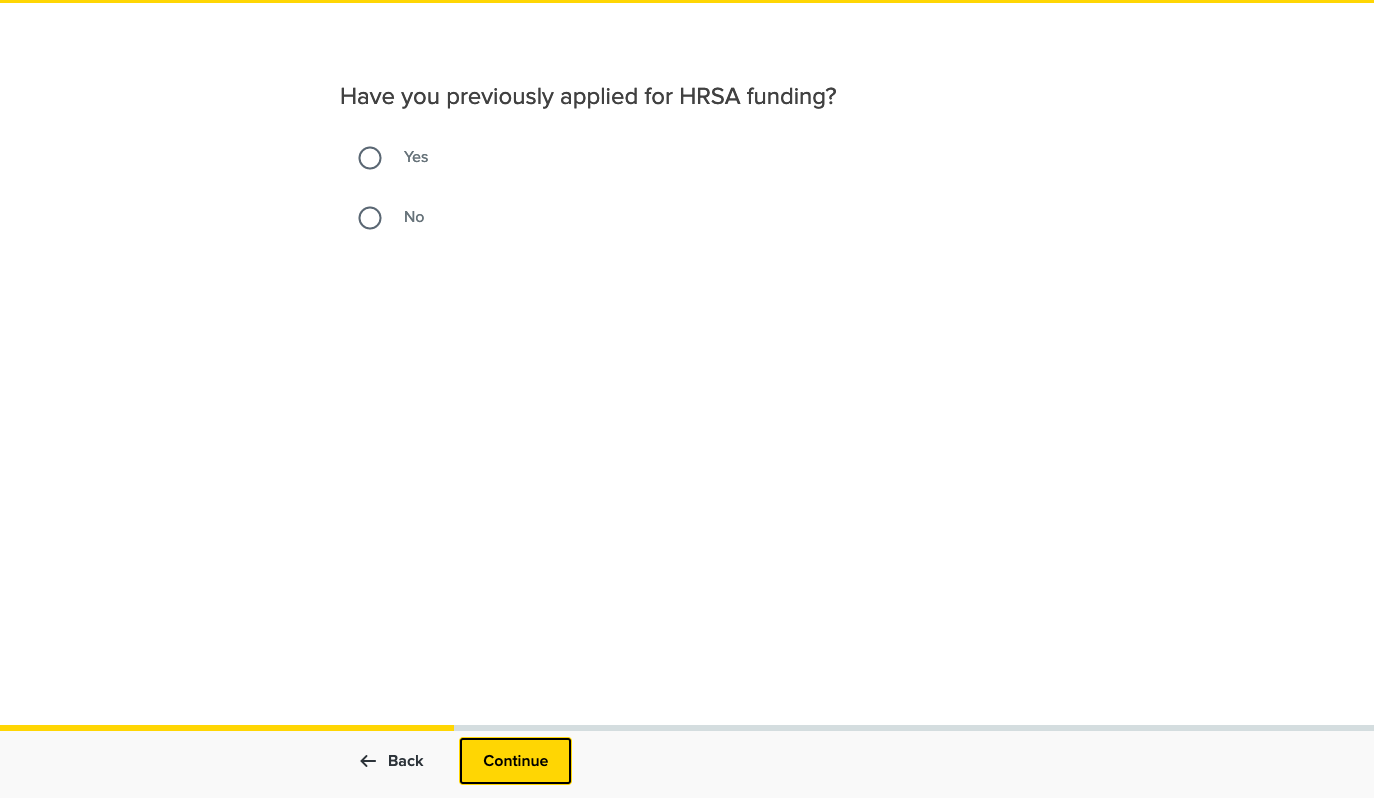 Have you previously applied for HRSA funding?
Yes
No
Back
Continue